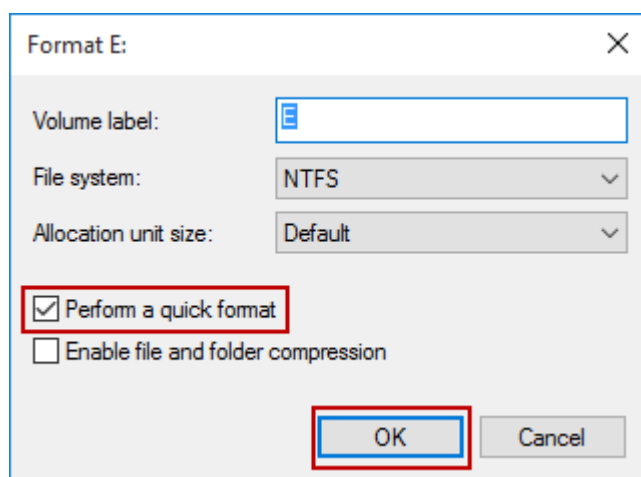 Format E:
Volume label: E
File system: NTFS
Allocation unit size: Default
Perform a quick format
Enable file and folder compression
OK Cancel